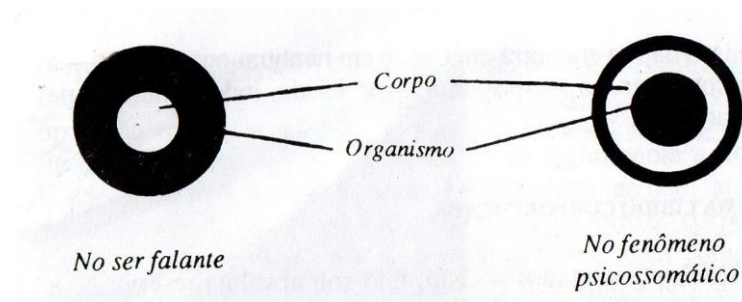 Corpo
Organismo
No ser falante
No fenômeno
psicossomático